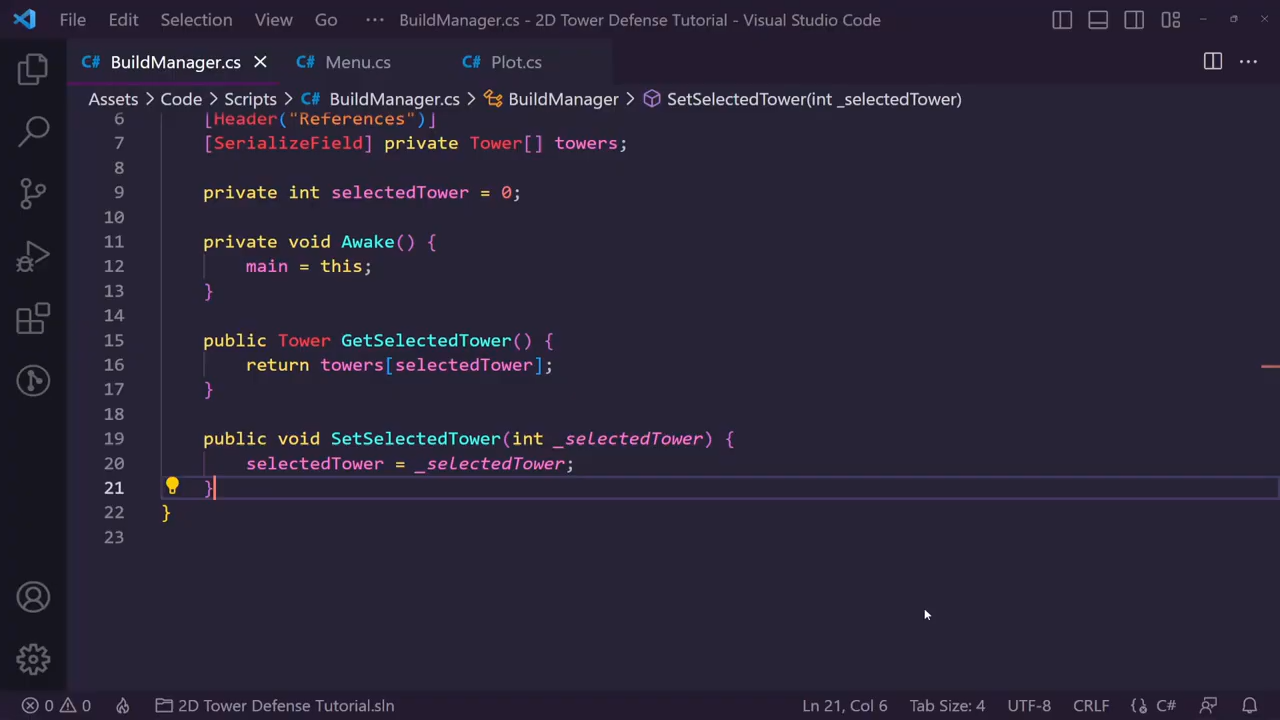 File Edit Selection View Go ··· BuildManager.cs - 2D Tower Defense Tutorial - Visual Studio Code
C# BuildManager.cs C# Menu.cs C# Plot.cs
Assets > Code > Scripts > C# BuildManager.cs > BuildManager > SetSelectedTower(int _selectedTower)
6 [Header("References")]
7 [SerializeField] private Tower[] towers;
8
9 private int selectedTower = 0;
10
11 private void Awake() {
12 main = this;
13 }
14
15 public Tower GetSelectedTower() {
16 return towers[selectedTower];
17 }
18
19 public void SetSelectedTower(int _selectedTower) {
20 selectedTower = _selectedTower;
21 }
22 }
23
0 0 2D Tower Defense Tutorial.sln Ln 21, Col 6 Tab Size: 4 UTF-8 CRLF {} C#